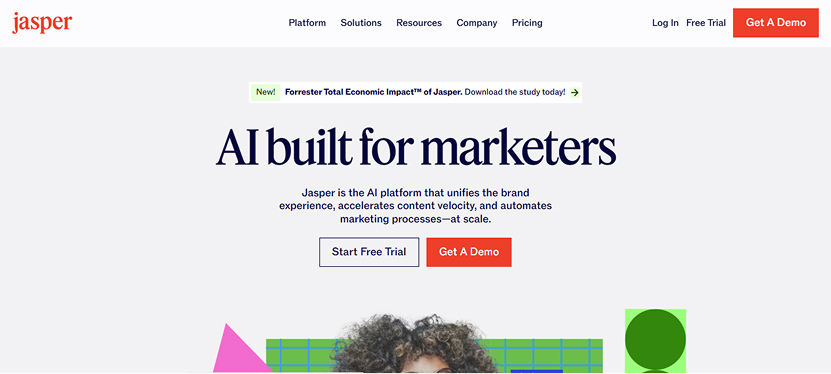 jasper
Platform Solutions Resources Company Pricing
Log In Free Trial Get A Demo
New! Forrester Total Economic Impact™ of Jasper. Download the study today! →
AI built for marketers
Jasper is the AI platform that unifies the brand
experience, accelerates content velocity, and automates
marketing processes—at scale.
Start Free Trial Get A Demo